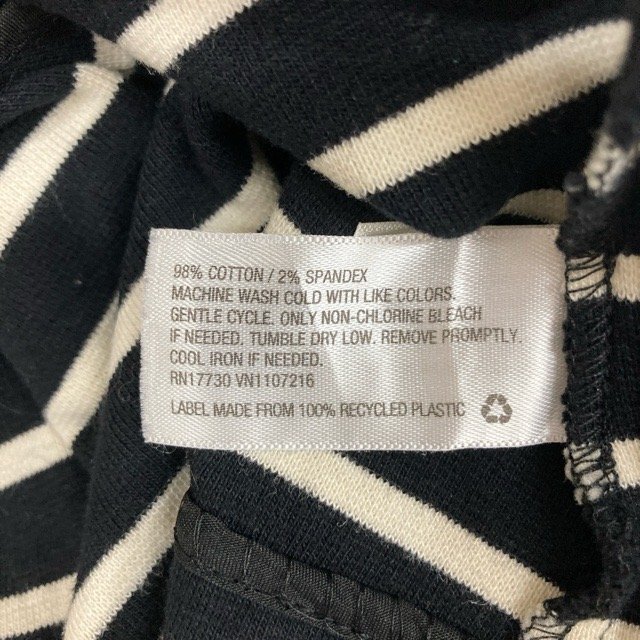 98% COTTON / 2% SPANDEX
MACHINE WASH COLD WITH LIKE COLORS.
GENTLE CYCLE. ONLY NON-CHLORINE BLEACH
IF NEEDED. TUMBLE DRY LOW. REMOVE PROMPTLY.
COOL IRON IF NEEDED.
RN17730 VN1107216
LABEL MADE FROM 100% RECYCLED PLASTIC